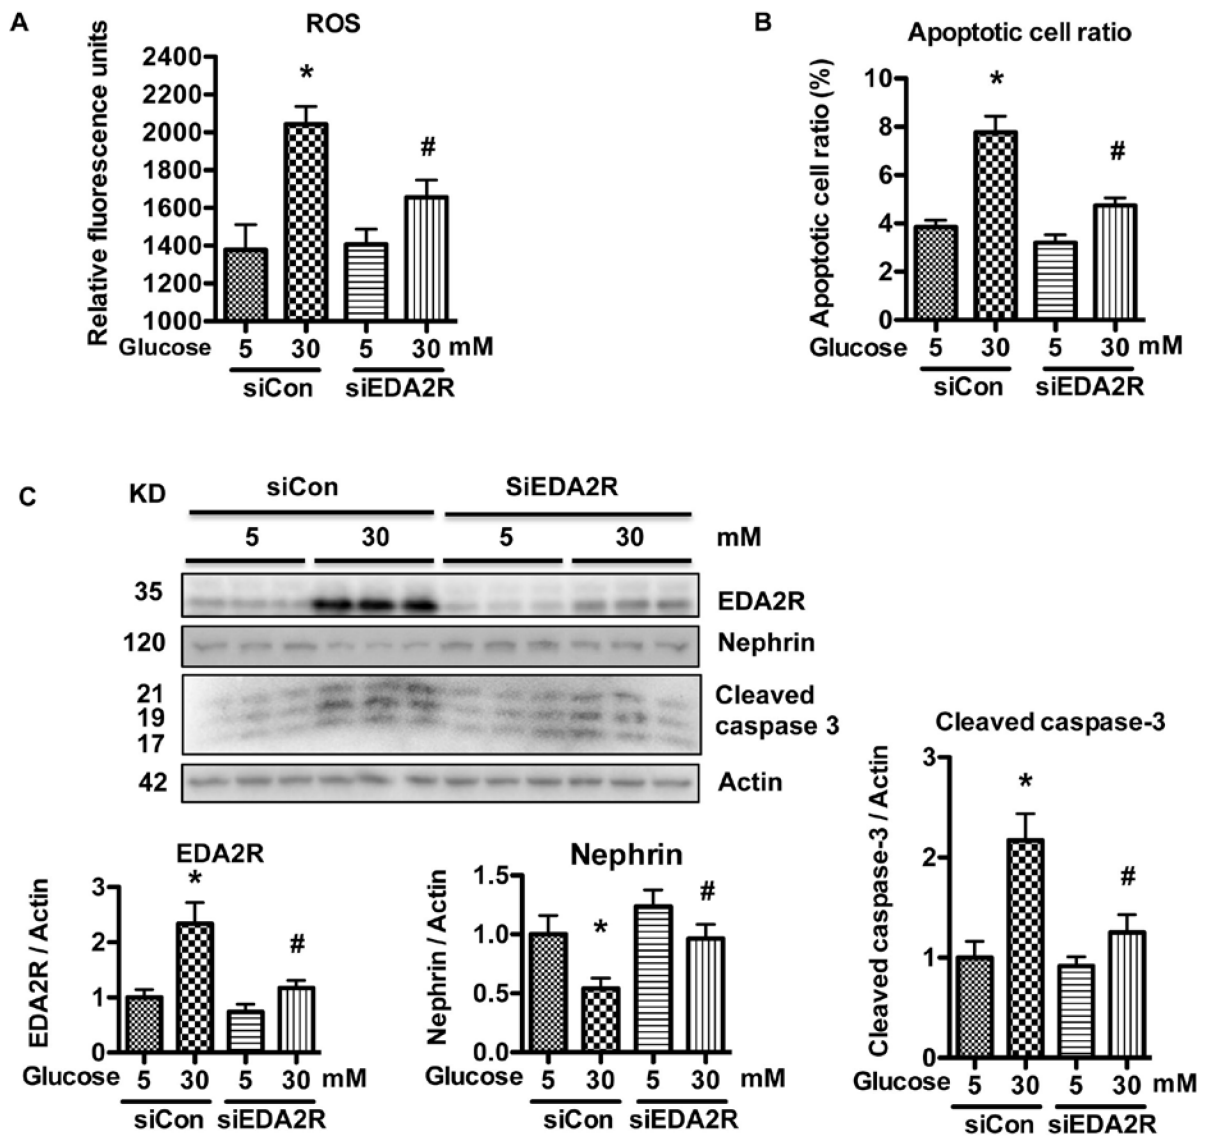 A
ROS
Relative fluorescence units
2400
2200
2000
1800
1600
1400
1200
1000
*
#
Glucose 5 30 5 30 mM
siCon siEDA2R
B
Apoptotic cell ratio
Apoptotic cell ratio (%)
10
8
6
4
2
0
*
#
Glucose 5 30 5 30 mM
siCon siEDA2R
C
KD siCon SiEDA2R
5 30 5 30 mM
35 EDA2R
120 Nephrin
21
19
17
Cleaved
caspase 3
42 Actin
EDA2R
EDA2R / Actin
3
2
1
0
*
#
Glucose 5 30 5 30 mM
siCon siEDA2R
Nephrin
Nephrin / Actin
1.5
1.0
0.5
0.0
*
#
Glucose 5 30 5 30 mM
siCon siEDA2R
Cleaved caspase-3
Cleaved caspase-3 / Actin
3
2
1
0
*
#
Glucose 5 30 5 30 mM
siCon siEDA2R